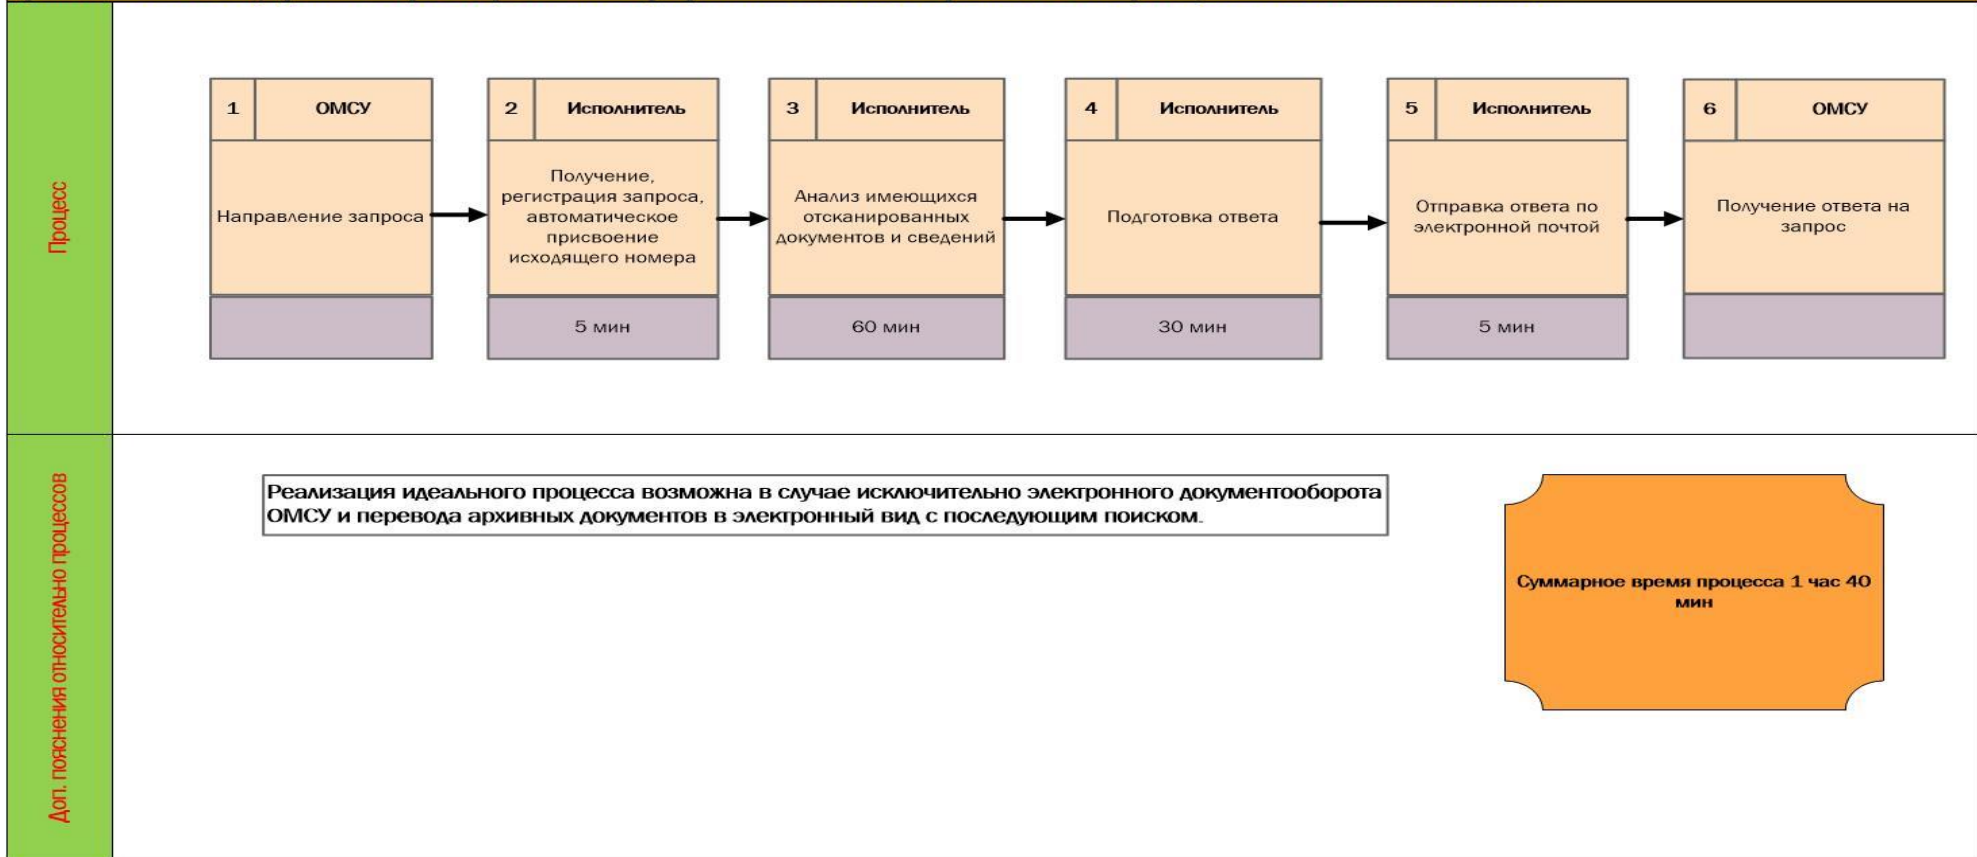 Процесс
1
ОМСУ
Направление запроса
2
Исполнитель
Получение,
регистрация запроса,
автоматическое
присвоение
исходящего номера
5 мин
3
Исполнитель
Анализ имеющихся
отсканированных
документов и сведений
60 мин
4
Исполнитель
Подготовка ответа
30 мин
5
Исполнитель
Отправка ответа по
электронной почтой
5 мин
6
ОМСУ
Получение ответа на
запрос
Доп. пояснения относительно процессов
Реализация идеального процесса возможна в случае исключительно электронного документооборота
ОМСУ и перевода архивных документов в электронный вид с последующим поиском.
Суммарное время процесса 1 час 40
мин